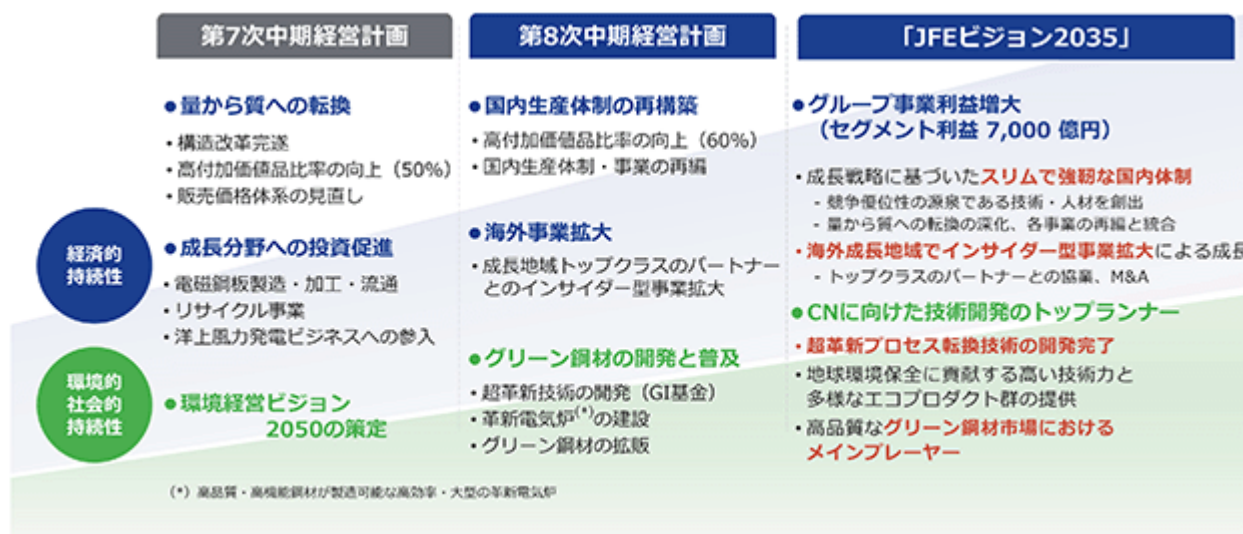 第7次中期経営計画
第8次中期経営計画
「JFEビジョン2035」
経済的
持続性
環境的
社会的
持続性
●量から質への転換
・構造改革完遂
・高付加価値品比率の向上（50%）
・販売価格体系の見直し
●成長分野への投資促進
・電磁鋼板製造・加工・流通
・リサイクル事業
・洋上風力発電ビジネスへの参入
●環境経営ビジョン
2050の策定
●国内生産体制の再構築
・高付加価値品比率の向上（60%）
・国内生産体制・事業の再編
●海外事業拡大
・成長地域トップクラスのパートナー
とのインサイダー型事業拡大
●グリーン鋼材の開発と普及
・超革新技術の開発（GI基金）
・革新電気炉(*)の建設
・グリーン鋼材の拡販
●グループ事業利益増大
（セグメント利益 7,000 億円）
・成長戦略に基づいたスリムで強靭な国内体制
- 競争優位性の源泉である技術・人材を創出
- 量から質への転換の深化、各事業の再編と統合
・海外成長地域でインサイダー型事業拡大による成長
- トップクラスのパートナーとの協業、M&A
●CNに向けた技術開発のトップランナー
・超革新プロセス転換技術の開発完了
・地球環境保全に貢献する高い技術力と
多様なエコプロダクト群の提供
・高品質なグリーン鋼材市場における
メインプレーヤー
（*）高品質・高機能鋼材が製造可能な高効率・大型の革新電気炉